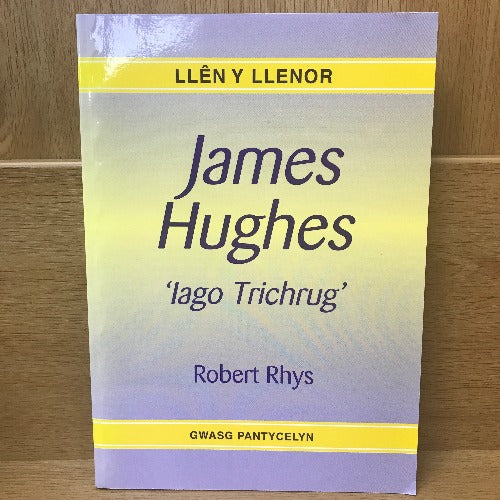 LLÊN Y LLENOR
James
Hughes
'Iago Trichrug'
Robert Rhys
GWASG PANTYCELYN